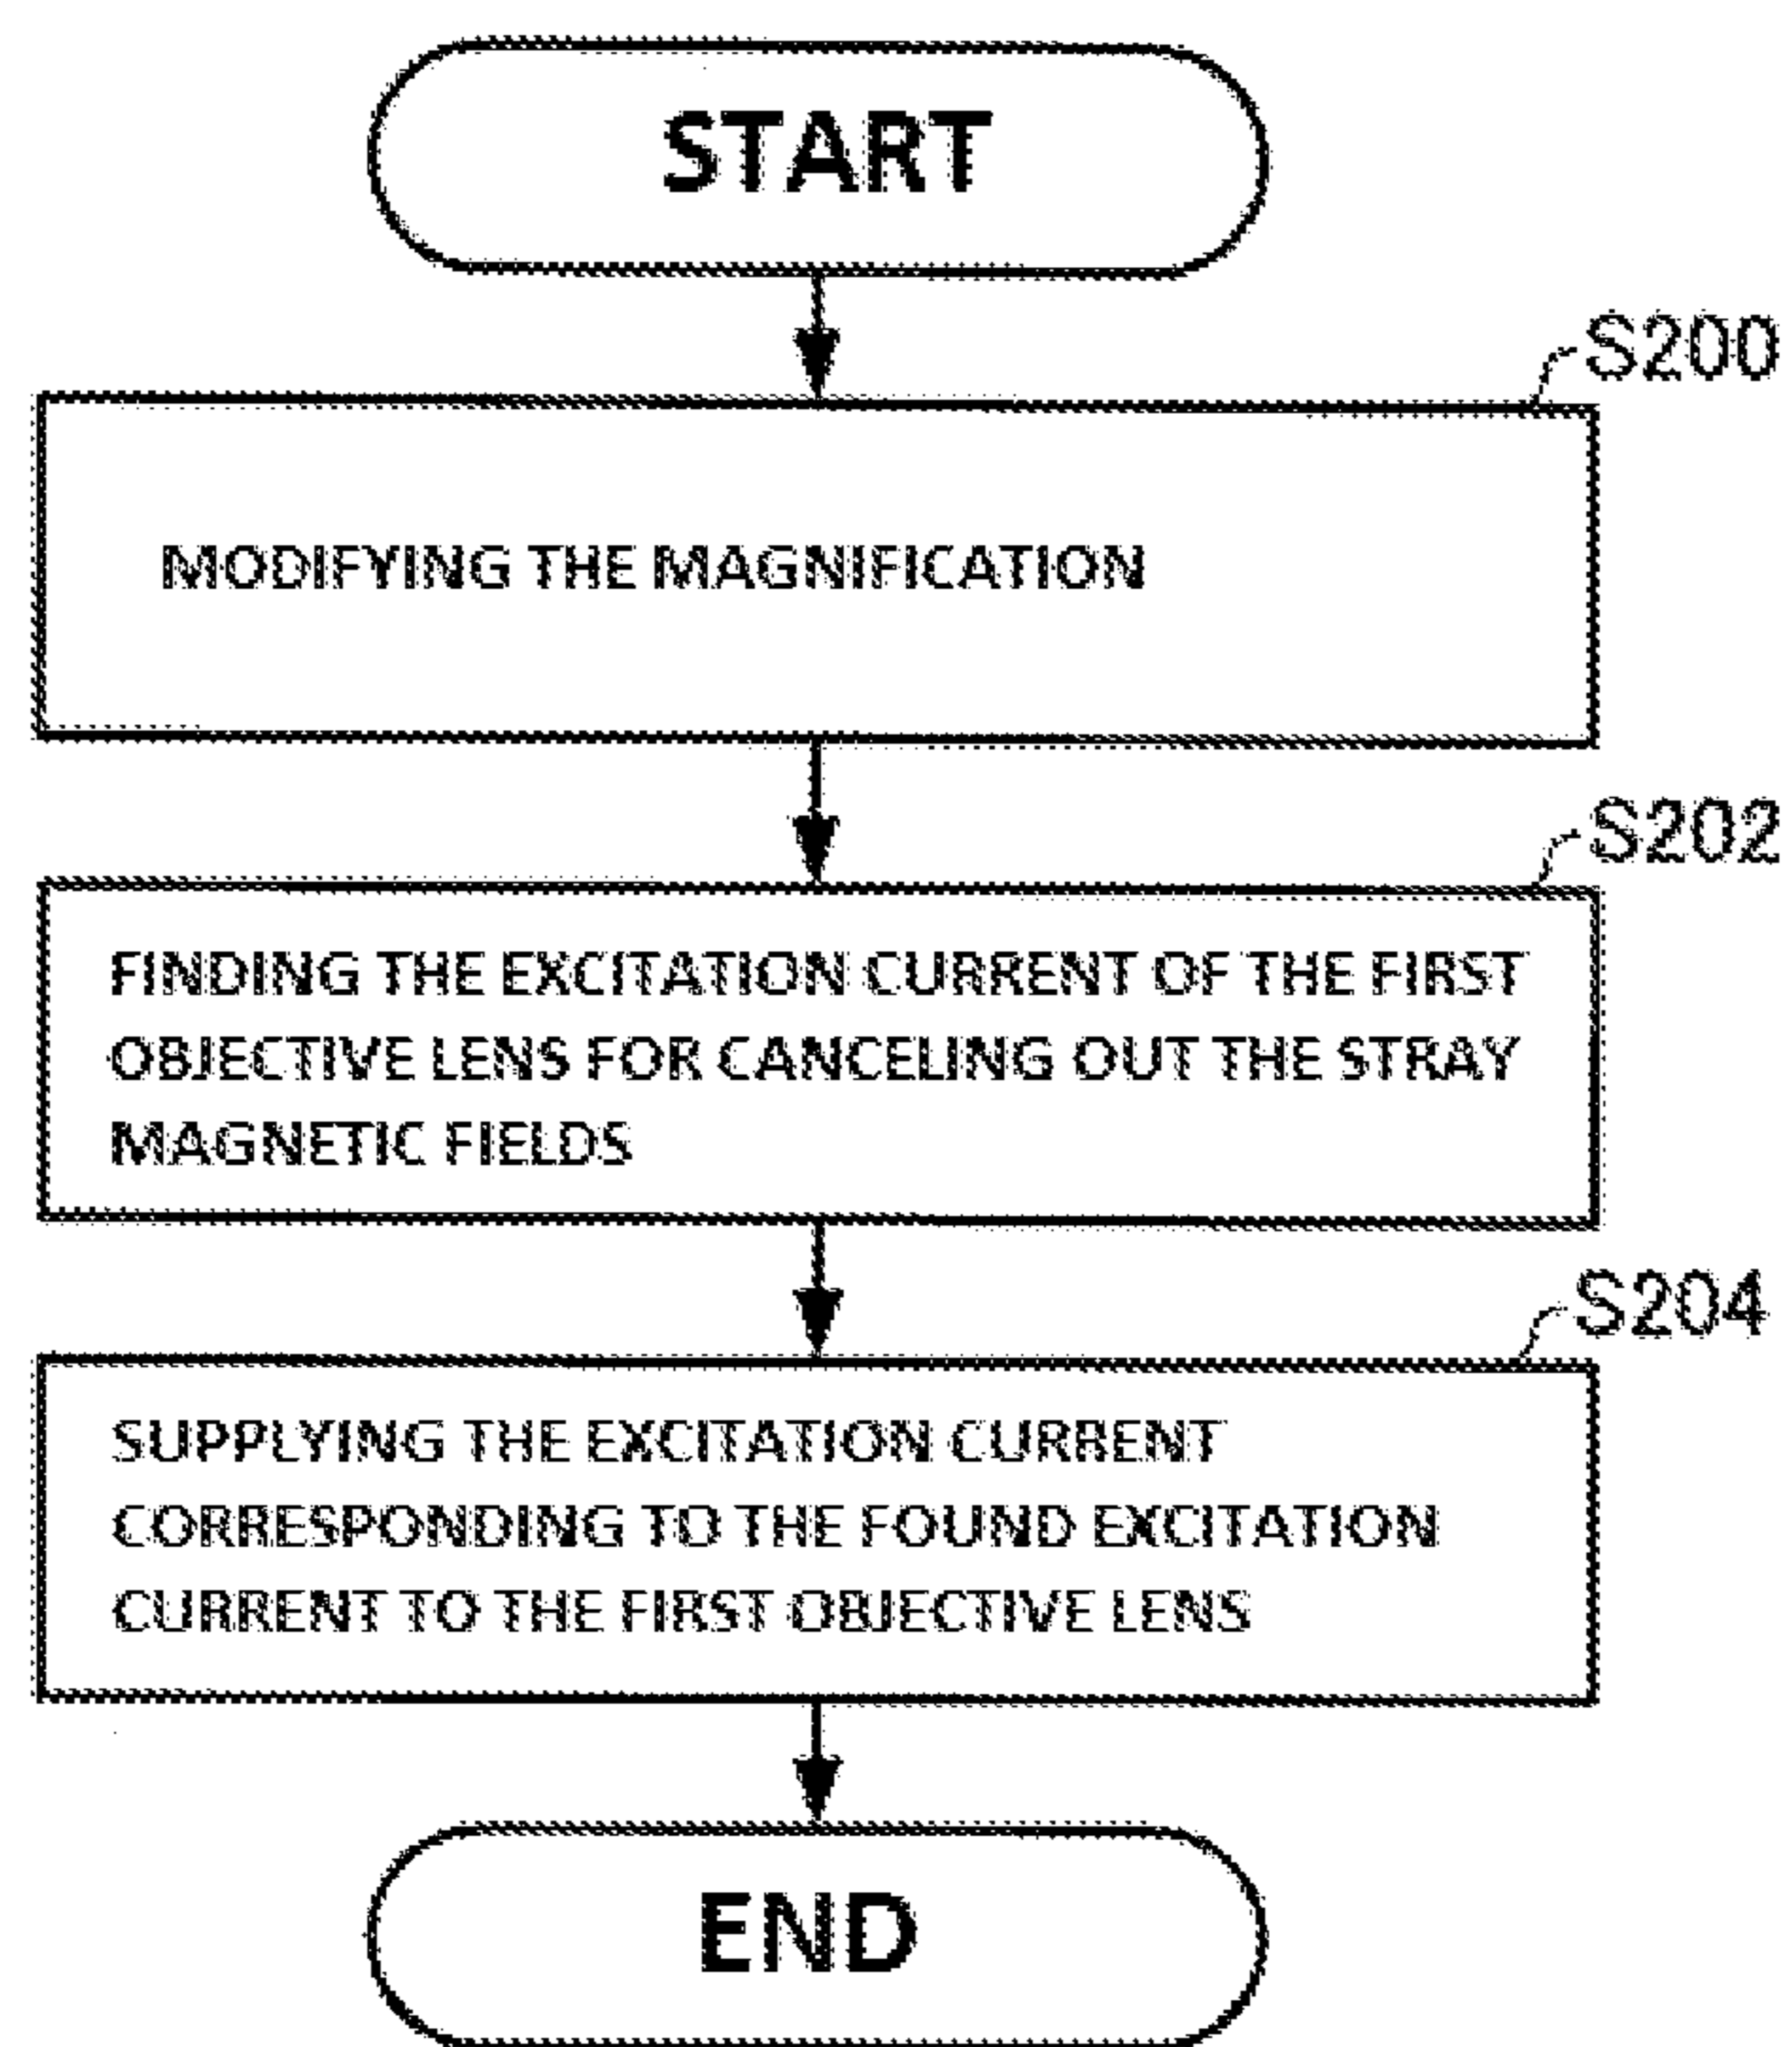 START
S200
MODIFYING THE MAGNIFICATION
S202
FINDING THE EXCITATION CURRENT OF THE FIRST
OBJECTIVE LENS FOR CANCELING OUT THE STRAY
MAGNETIC FIELDS
S204
SUPPLYING THE EXCITATION CURRENT
CORRESPONDING TO THE FOUND EXCITATION
CURRENT TO THE FIRST OBJECTIVE LENS
END